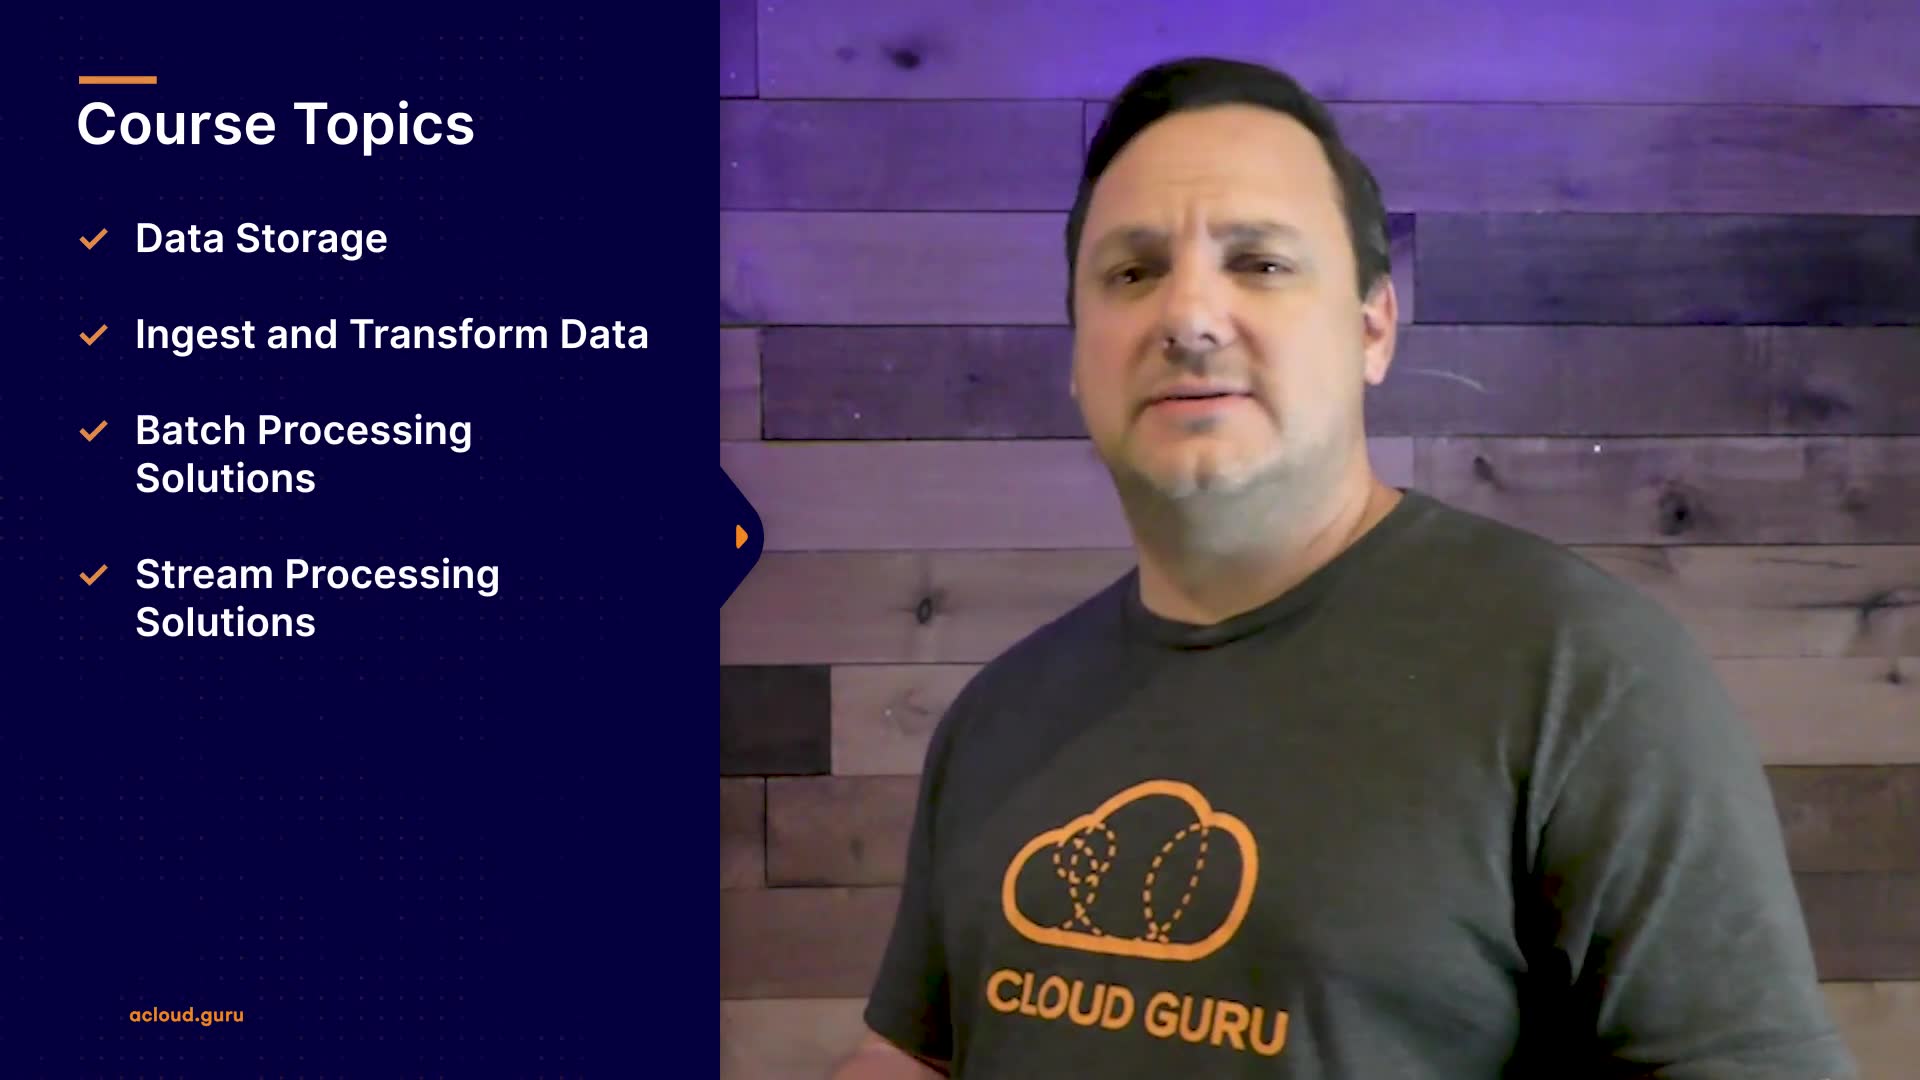 Course Topics
Data Storage
Ingest and Transform Data
Batch Processing
Solutions
Stream Processing
Solutions
acloud.guru
CLOUD GURU